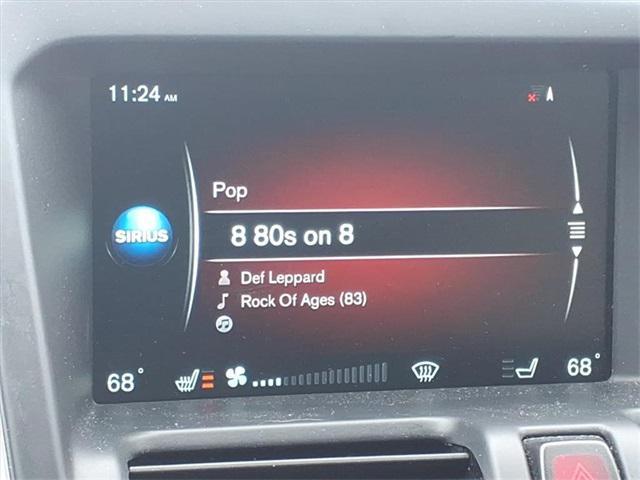 11:24 AM
Pop
SIRIUS
8 80s on 8
Def Leppard
Rock Of Ages (83)
68°
68°